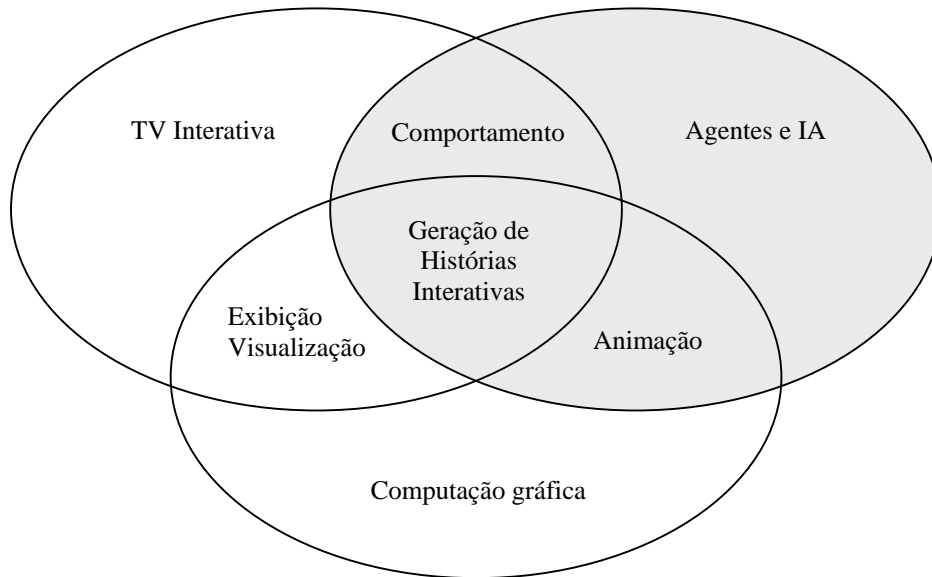 TV Interativa
Comportamento
Agentes e IA
Geração de
Histórias
Interativas
Exibição
Visualização
Animação
Computação gráfica